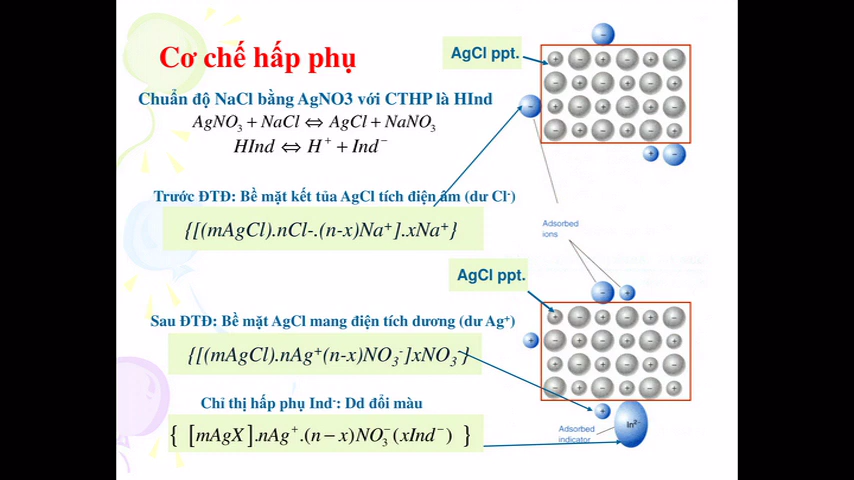 Cơ chế hấp phụ
AgCl ppt.
Chuẩn độ NaCl bằng AgNO3 với CTHP là HInd
AgNO₃ + NaCl ⇔ AgCl + NaNO₃
HInd ⇔ H⁺ + Ind⁻
Trước ĐTĐ: Bề mặt kết tủa AgCl tích điện âm (dư Cl⁻)
{[(mAgCl).nCl-.(n-x)Na⁺].xNa⁺}
Adsorbed
ions
AgCl ppt.
Sau ĐTĐ: Bề mặt AgCl mang điện tích dương (dư Ag⁺)
{[(mAgCl).nAg⁺(n-x)NO₃⁻]xNO₃⁻}
Chỉ thị hấp phụ Ind⁻: Dd đổi màu
{ [mAgX].nAg⁺.(n−x)NO₃⁻(xInd⁻) }
Adsorbed
indicator
In²⁻